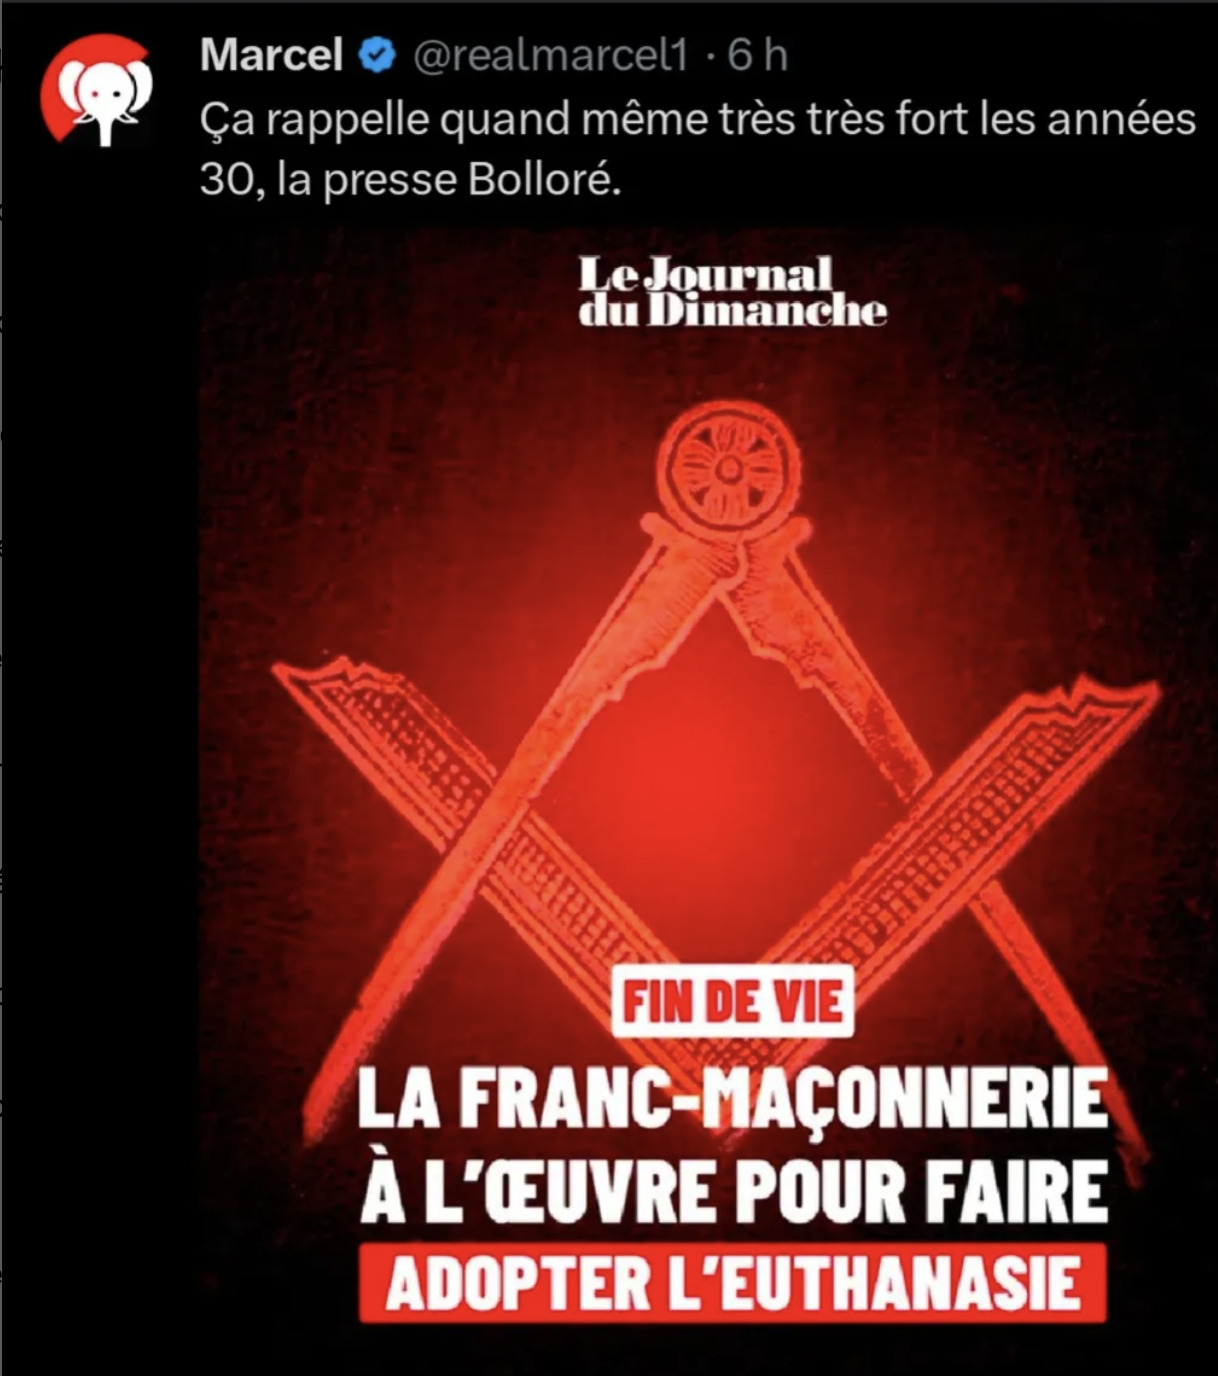 Marcel @realmarcel1 · 6 h
Ça rappelle quand même très très fort les années
30, la presse Bolloré.
Le Journal
du Dimanche
FIN DE VIE
LA FRANC-MAÇONNERIE
À L'ŒUVRE POUR FAIRE
ADOPTER L'EUTHANASIE